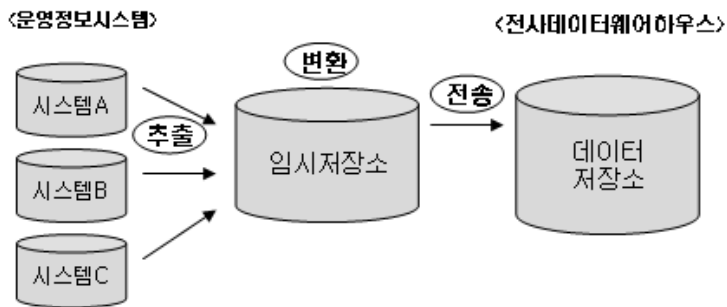 <운영정보시스템>
<전사데이터웨어하우스>
변환
시스템A
추출
전송
임시저장소
데이터
저장소
시스템B
시스템C